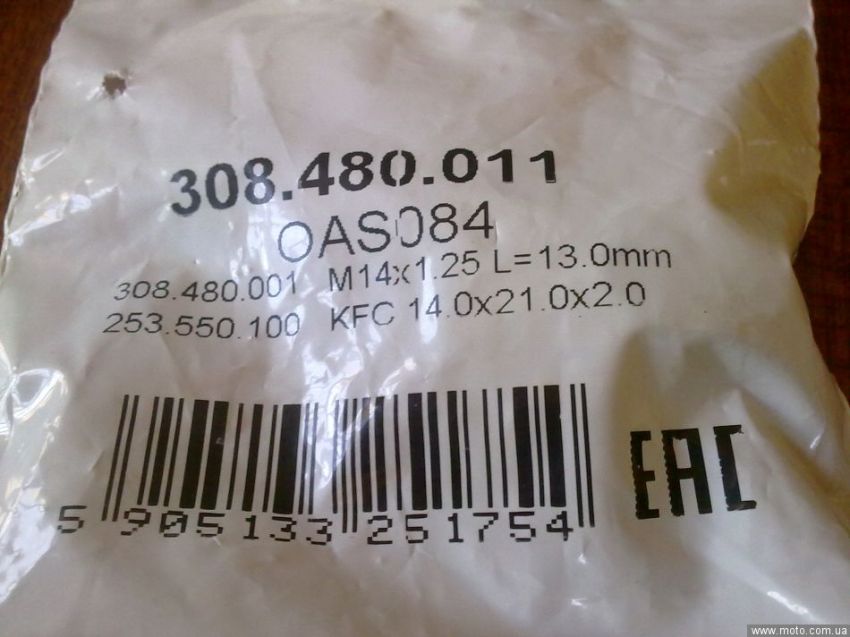 308.480.011
OAS084
308.480.001 M14x1.25 L=13.0mm
253.550.100 KFC 14.0x21.0x2.0
EAC
5 905133 251754
www.moto.com.ua